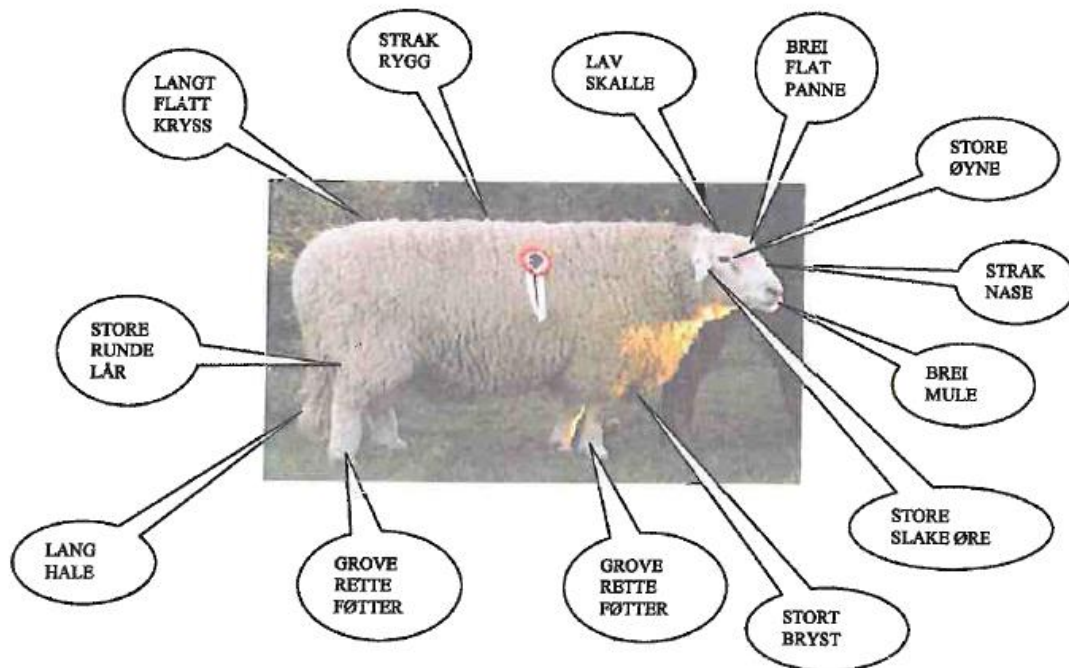 STRAK
RYGG
LAV
SKALLE
BREI
FLAT
PANNE
LANGT
FLATT
KRYSS
STORE
ØYNE
STRAK
NASE
STORE
RUNDE
LÅR
BREI
MULE
STORE
SLAKE ØRE
LANG
HALE
GROVE
RETTE
FØTTER
GROVE
RETTE
FØTTER
STORT
BRYST